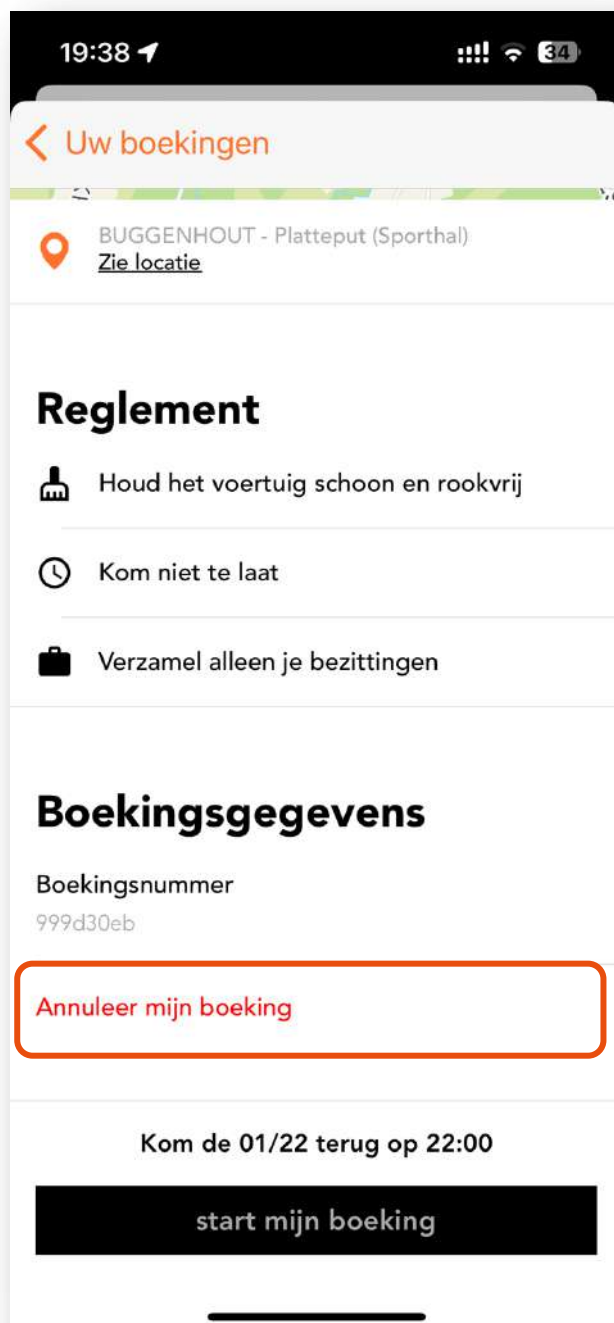 19:38
34
Uw boekingen
BUGGENHOUT - Platteput (Sporthal)
Zie locatie
Reglement
Houd het voertuig schoon en rookvrij
Kom niet te laat
Verzamel alleen je bezittingen
Boekingsgegevens
Boekingsnummer
999d30eb
Annuleer mijn boeking
Kom de 01/22 terug op 22:00
start mijn boeking